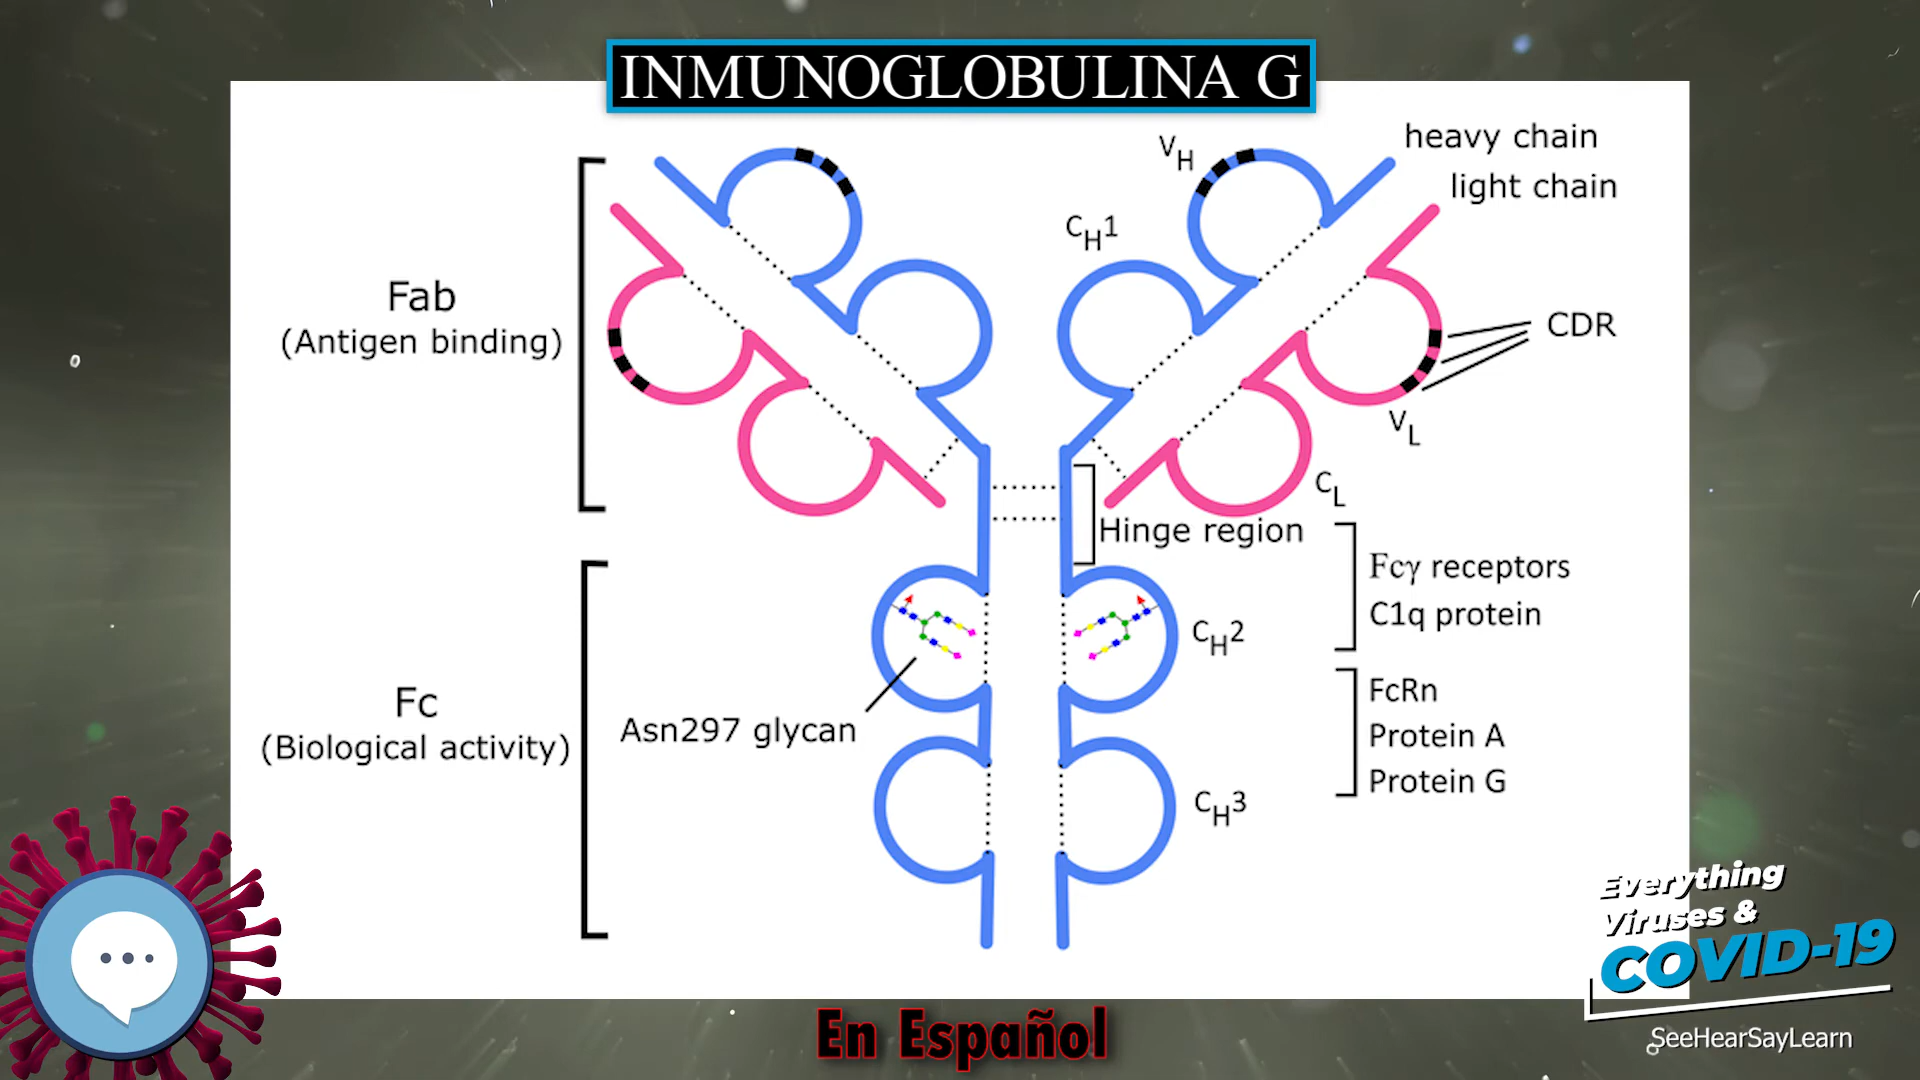 INMUNOGLOBULINA G
heavy chain
light chain
VH
CH1
Fab
(Antigen binding)
CDR
VL
CL
Hinge region
Fcγ receptors
C1q protein
CH2
FcRn
Protein A
Protein G
Fc
(Biological activity)
Asn297 glycan
CH3
Everything
Viruses &
COVID-19
SeeHearSayLearn
En Español